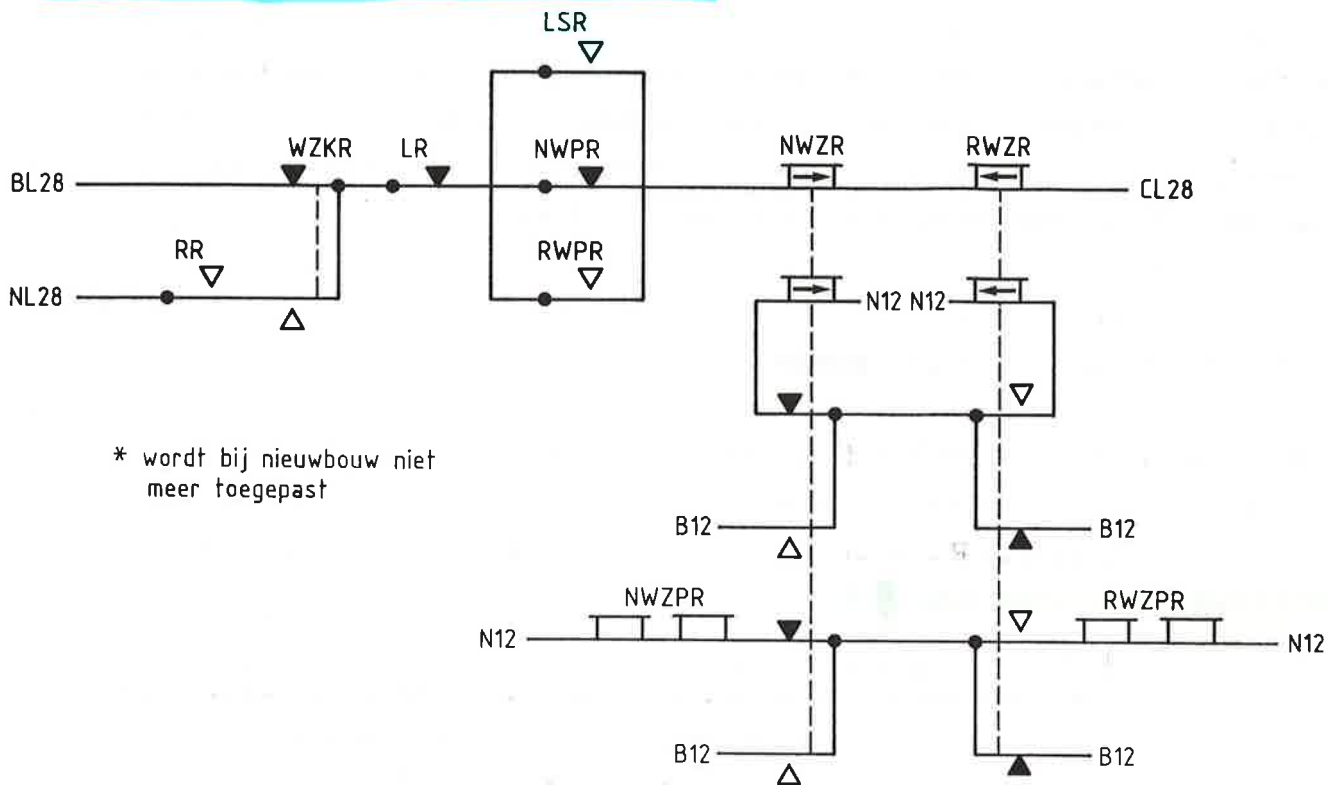 LSR
WZKR LR NWPR NWZR RWZR
BL28 CL28
RR RWPR
NL28 N12 N12
* wordt bij nieuwbouw niet
meer toegepast
B12 B12
NWZPR RWZPR
N12 N12
B12 B12